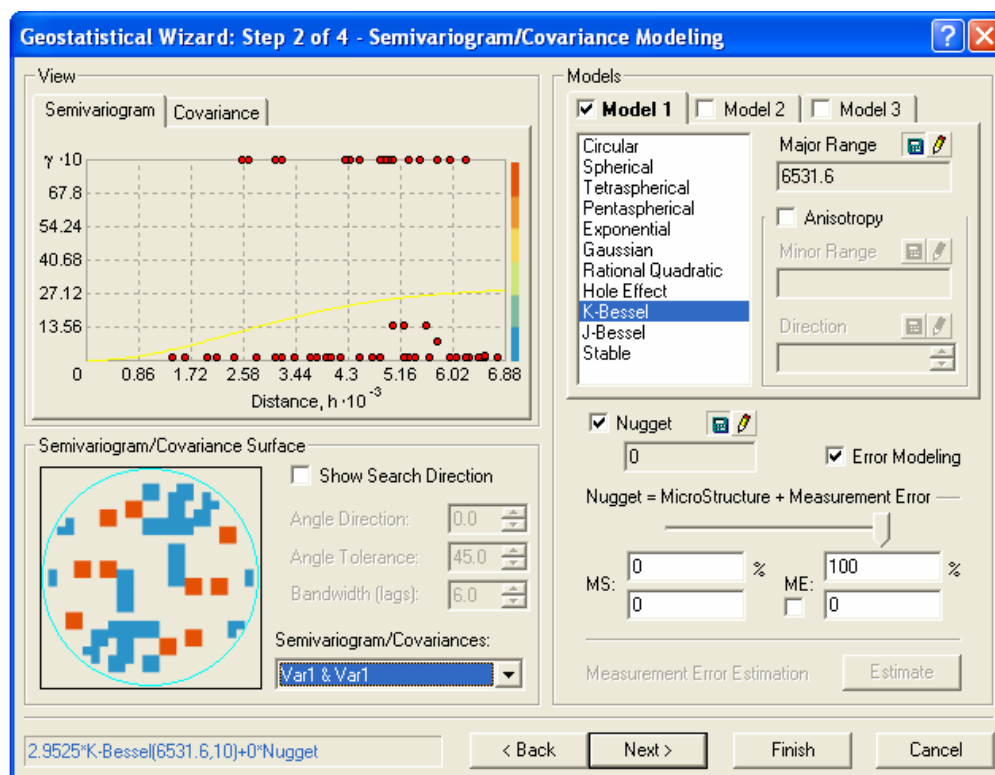 Geostatistical Wizard: Step 2 of 4 - Semivariogram/Covariance Modeling
View
Semivariogram
Covariance
γ ·10
67.8
54.24
40.68
27.12
13.56
0 0.86 1.72 2.58 3.44 4.3 5.16 6.02 6.88
Distance, h ·10 -3
Semivariogram/Covariance Surface
Show Search Direction
Angle Direction: 0.0
Angle Tolerance: 45.0
Bandwidth (lags): 6.0
Semivariogram/Covariances:
Var1 & Var1
Models
Model 1 Model 2 Model 3
Circular
Spherical
Tetraspherical
Pentaspherical
Exponential
Gaussian
Rational Quadratic
Hole Effect
K-Bessel
J-Bessel
Stable
Major Range
6531.6
Anisotropy
Minor Range
Direction
Nugget
0
Error Modeling
Nugget = MicroStructure + Measurement Error
MS: 0 % ME: 100 %
0 0
Measurement Error Estimation Estimate
2.9525*K-Bessel(6531.6,10)+0*Nugget
< Back Next > Finish Cancel